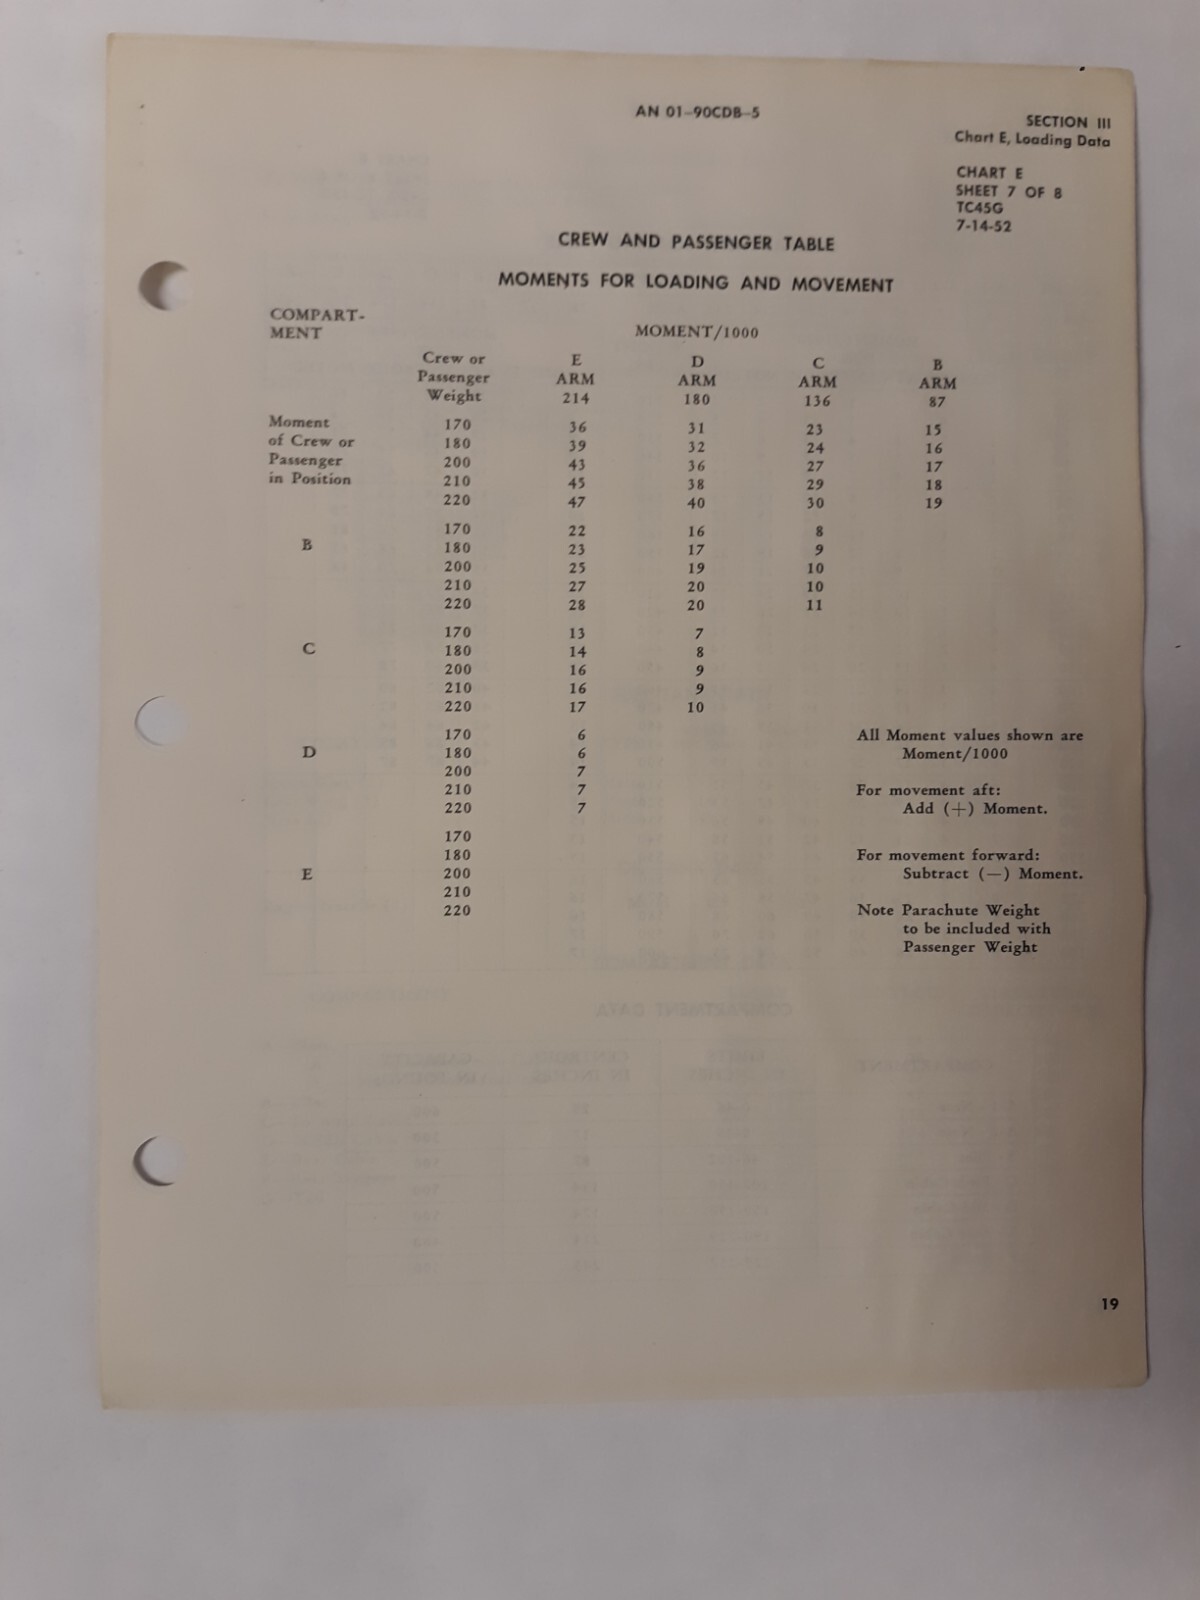 AN 01-90CDB-5
SECTION III
Chart E, Loading Data
CHART E
SHEET 7 OF 8
TC45G
7-14-52
CREW AND PASSENGER TABLE
MOMENTS FOR LOADING AND MOVEMENT
COMPART-
MENT
MOMENT/1000
Crew or E D C B
Passenger ARM ARM ARM ARM
Weight 214 180 136 87
Moment 170 36 31 23 15
of Crew or 180 39 32 24 16
Passenger 200 43 36 27 17
in Position 210 45 38 29 18
220 47 40 30 19
170 22 16 8
B 180 23 17 9
200 25 19 10
210 27 20 10
220 28 20 11
170 13 7
C 180 14 8
200 16 9
210 16 9
220 17 10
170 6 All Moment values shown are
D 180 6 Moment/1000
200 7
210 7 For movement aft:
220 7 Add (+) Moment.
170
180 For movement forward:
E 200 Subtract (—) Moment.
210
220 Note Parachute Weight
to be included with
Passenger Weight
19